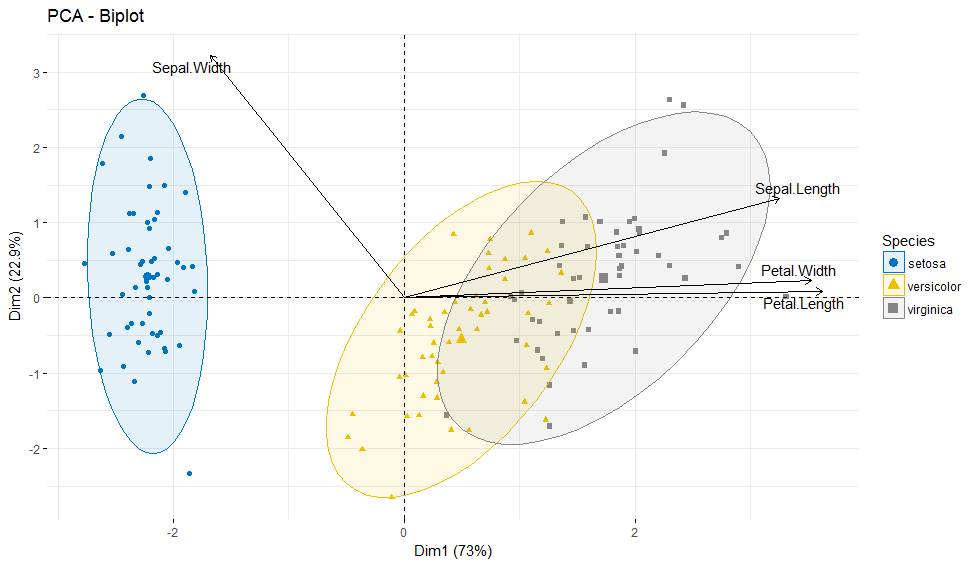 PCA - Biplot
Sepal.Width
Sepal.Length
Petal.Width
Petal.Length
3
2
1
0
-1
-2
Dim2 (22.9%)
-2
0
2
Dim1 (73%)
Species
setosa
versicolor
virginica